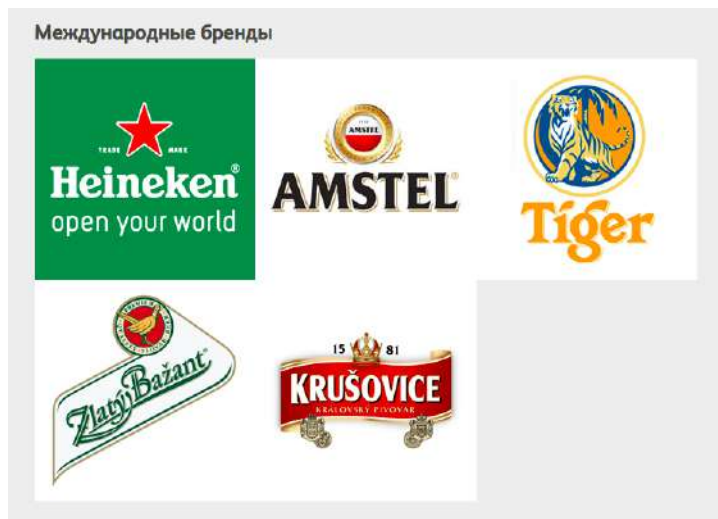 Международные бренды
TRADE MARK
Heineken®
open your world
AMSTEL
AMSTEL
Tiger
Zlatý Bažant
15 81
KRUŠOVICE
KRÁLOVSKÝ PIVOVAR